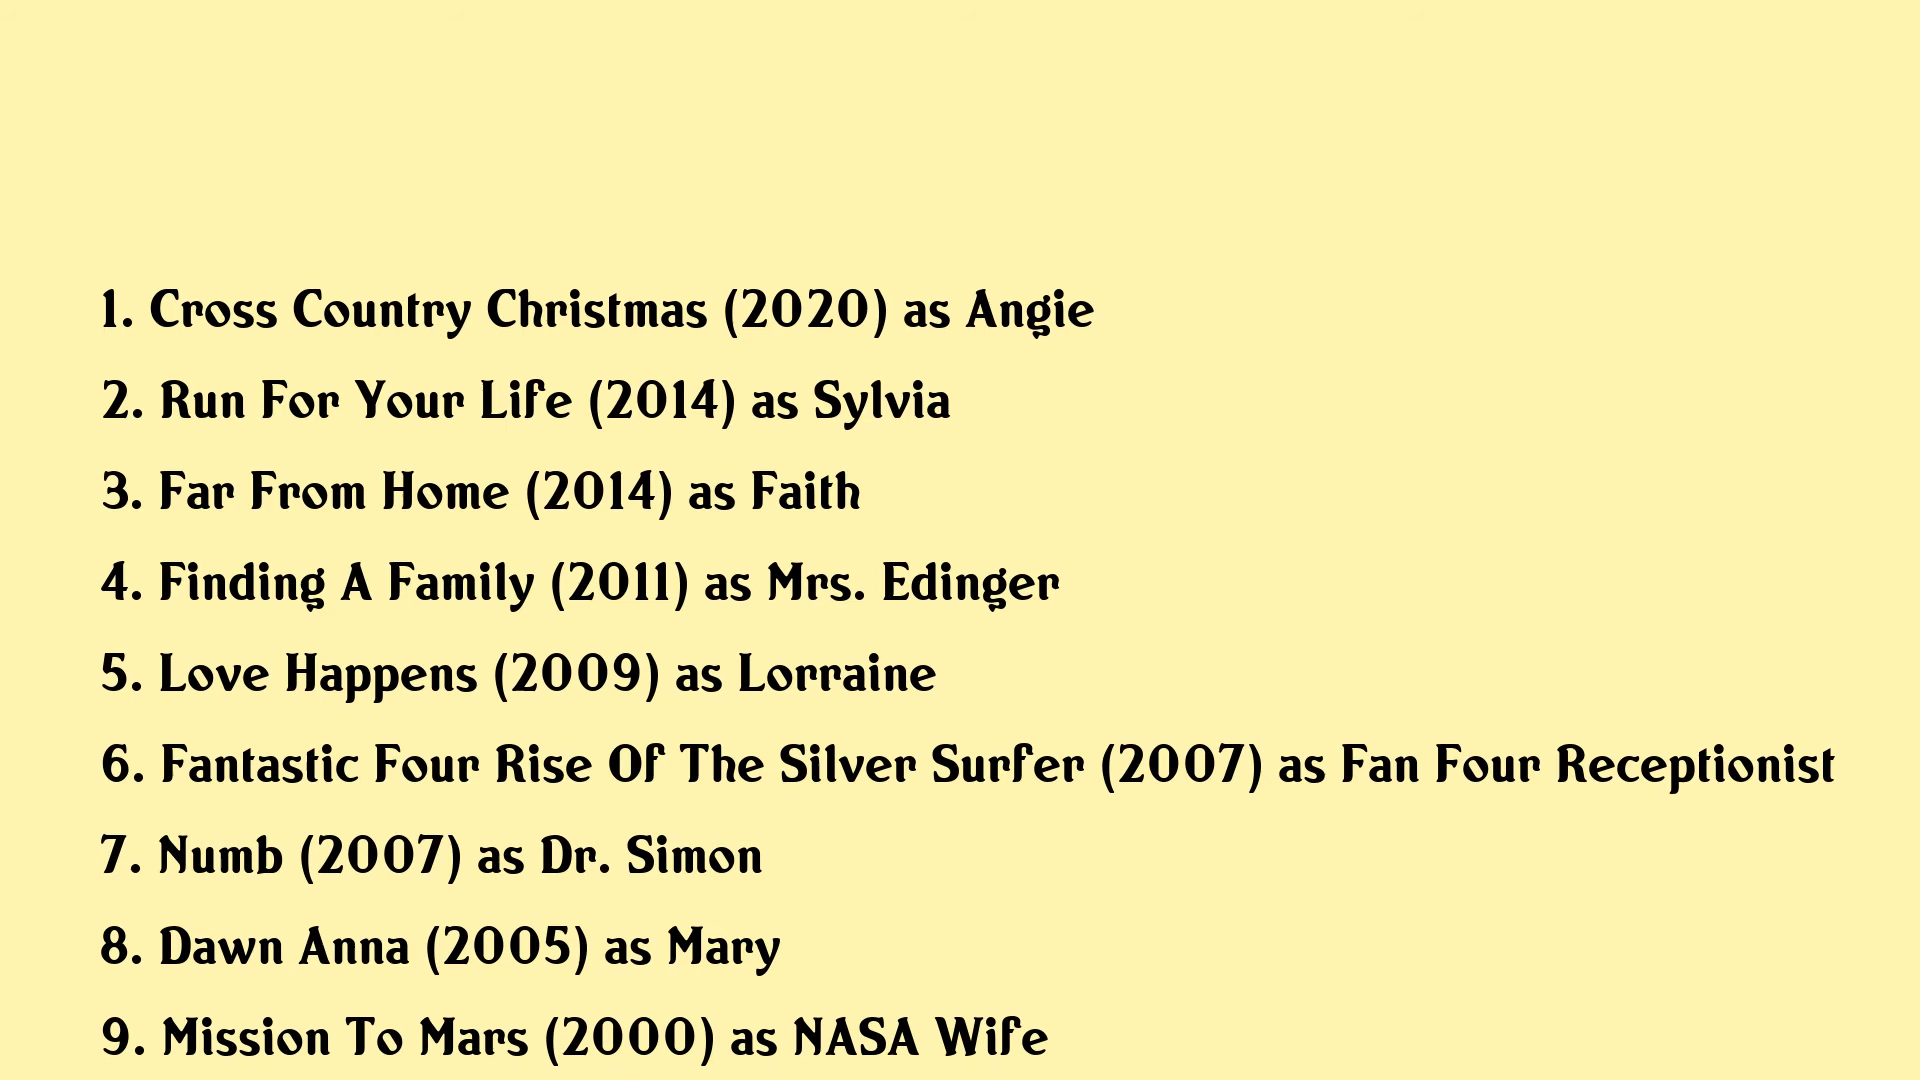 1. Cross Country Christmas (2020) as Angie
2. Run For Your Life (2014) as Sylvia
3. Far From Home (2014) as Faith
4. Finding A Family (2011) as Mrs. Edinger
5. Love Happens (2009) as Lorraine
6. Fantastic Four Rise Of The Silver Surfer (2007) as Fan Four Receptionist
7. Numb (2007) as Dr. Simon
8. Dawn Anna (2005) as Mary
9. Mission To Mars (2000) as NASA Wife